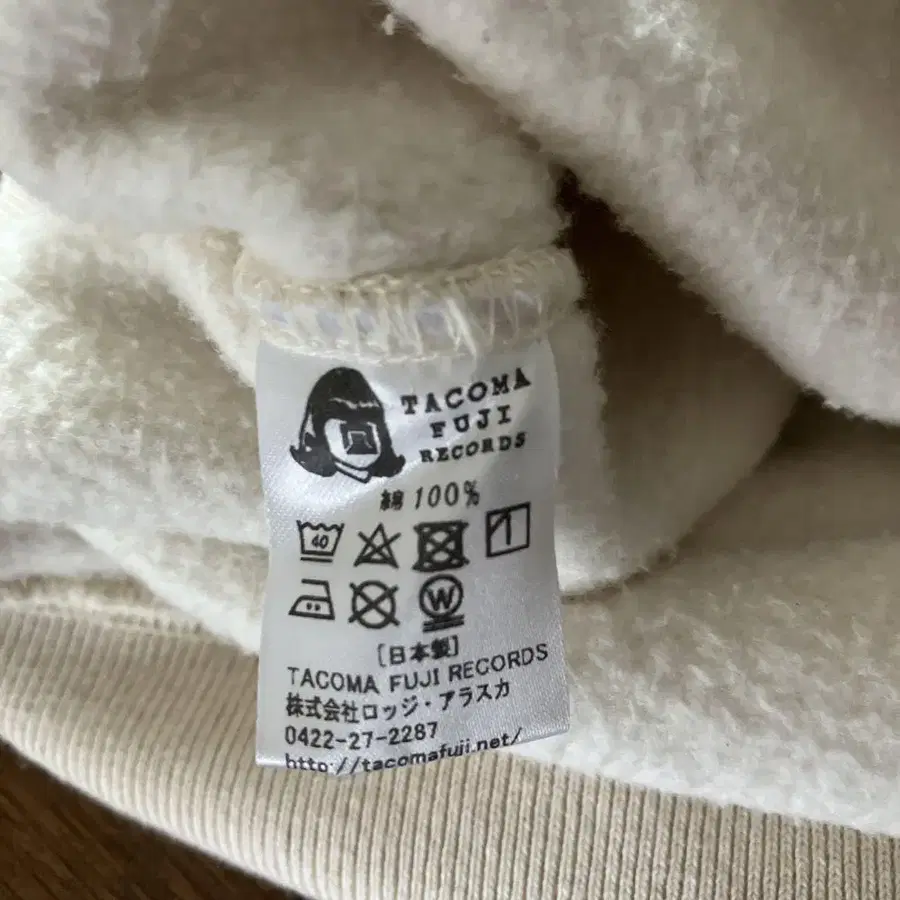 TACOMA
FUJI
RECORDS
綿 100%
40
W
[日本製]
TACOMA FUJI RECORDS
株式会社ロッジ・アラスカ
0422-27-2287
http://tacomafuji.net/